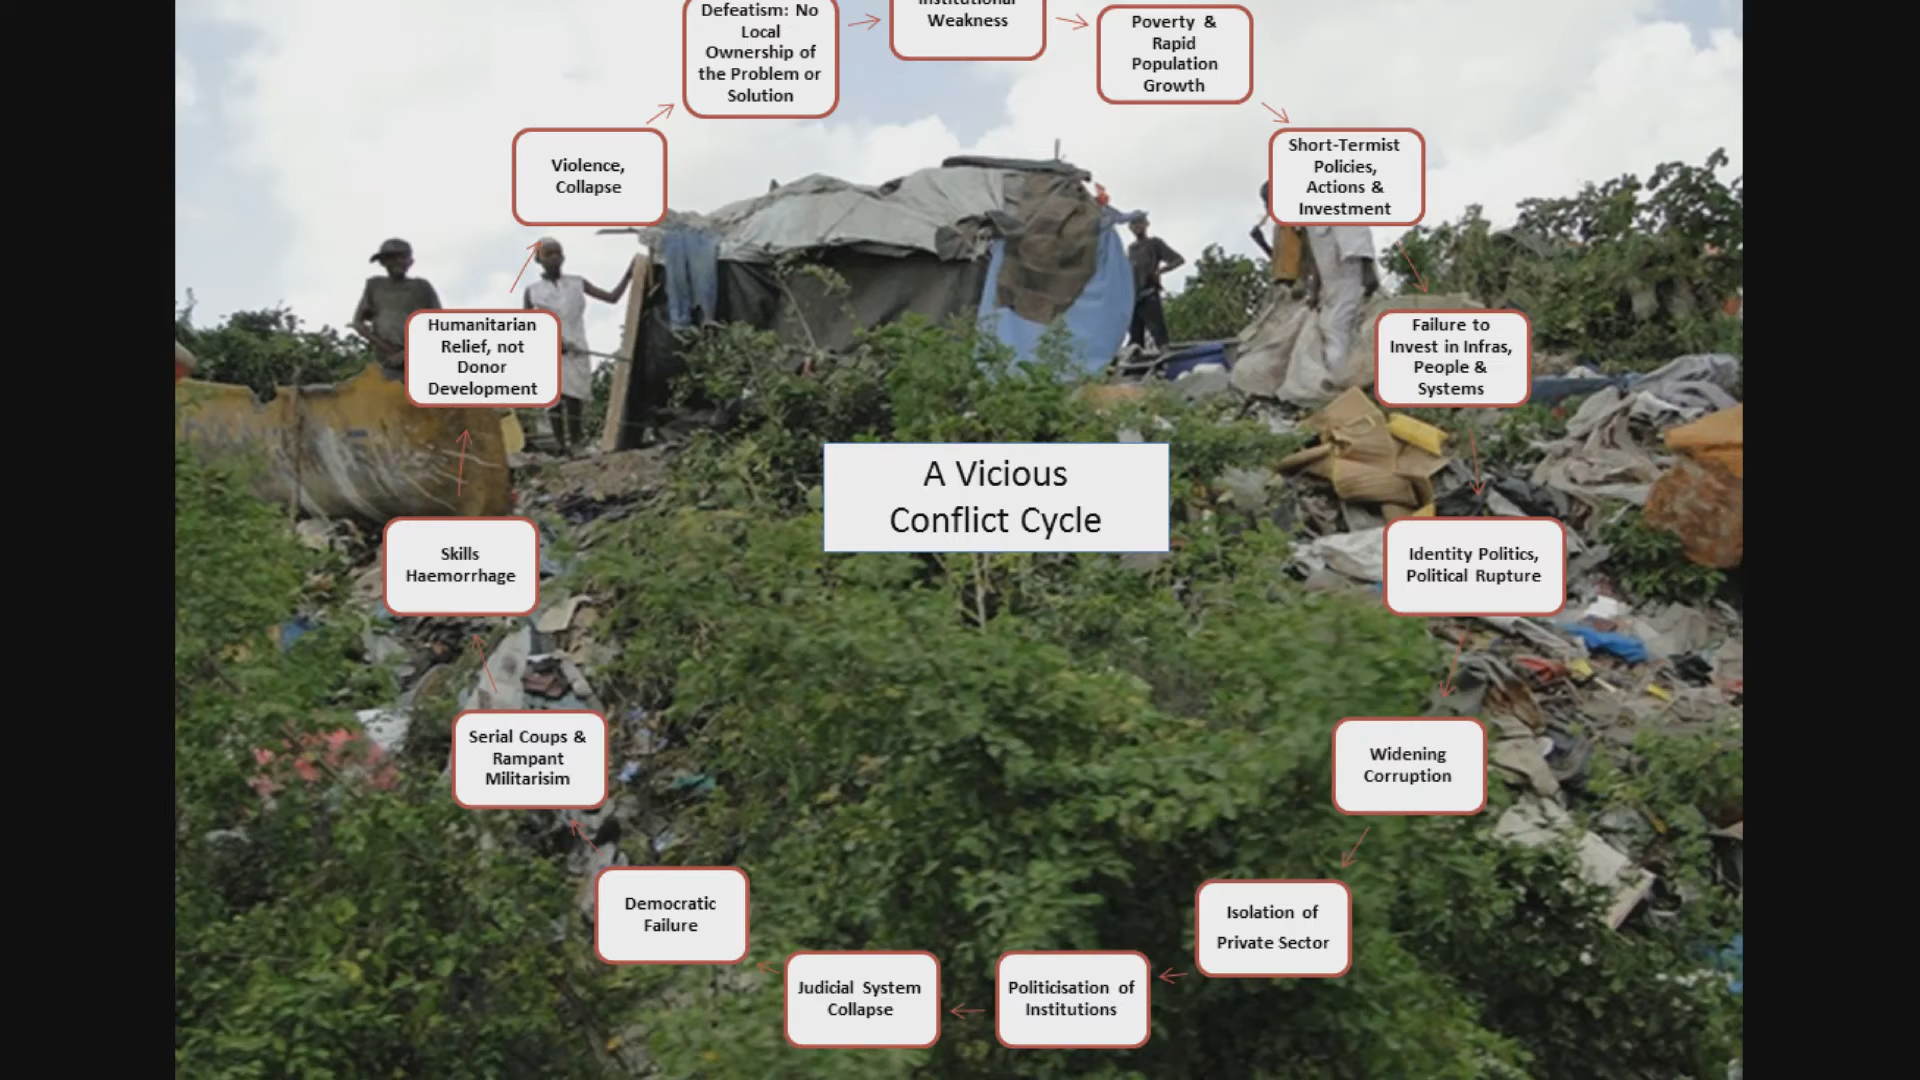 Defeatism: No
Local
Ownership of
the Problem or
Solution
Institutional
Weakness
Poverty &
Rapid
Population
Growth
Short-Termist
Policies,
Actions &
Investment
Failure to
Invest in Infras,
People &
Systems
Identity Politics,
Political Rupture
Widening
Corruption
Isolation of
Private Sector
Politicisation of
Institutions
Judicial System
Collapse
Democratic
Failure
Serial Coups &
Rampant
Militarisim
Skills
Haemorrhage
Humanitarian
Relief, not
Donor
Development
Violence,
Collapse
A Vicious
Conflict Cycle